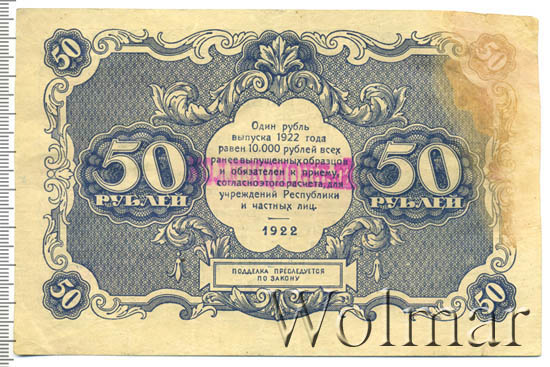 50
50
Один рубль
выпуска 1922 года
равен 10.000 рублей всех
ранее выпущенных образцов
и обязателен к приему,
согласно этого расчета, для
учреждений Республики
и частных лиц.
1922
50
РУБЛЕЙ
50
РУБЛЕЙ
ПОДДЕЛКА ПРЕСЛЕДУЕТСЯ
ПО ЗАКОНУ
50
50
Wolmar